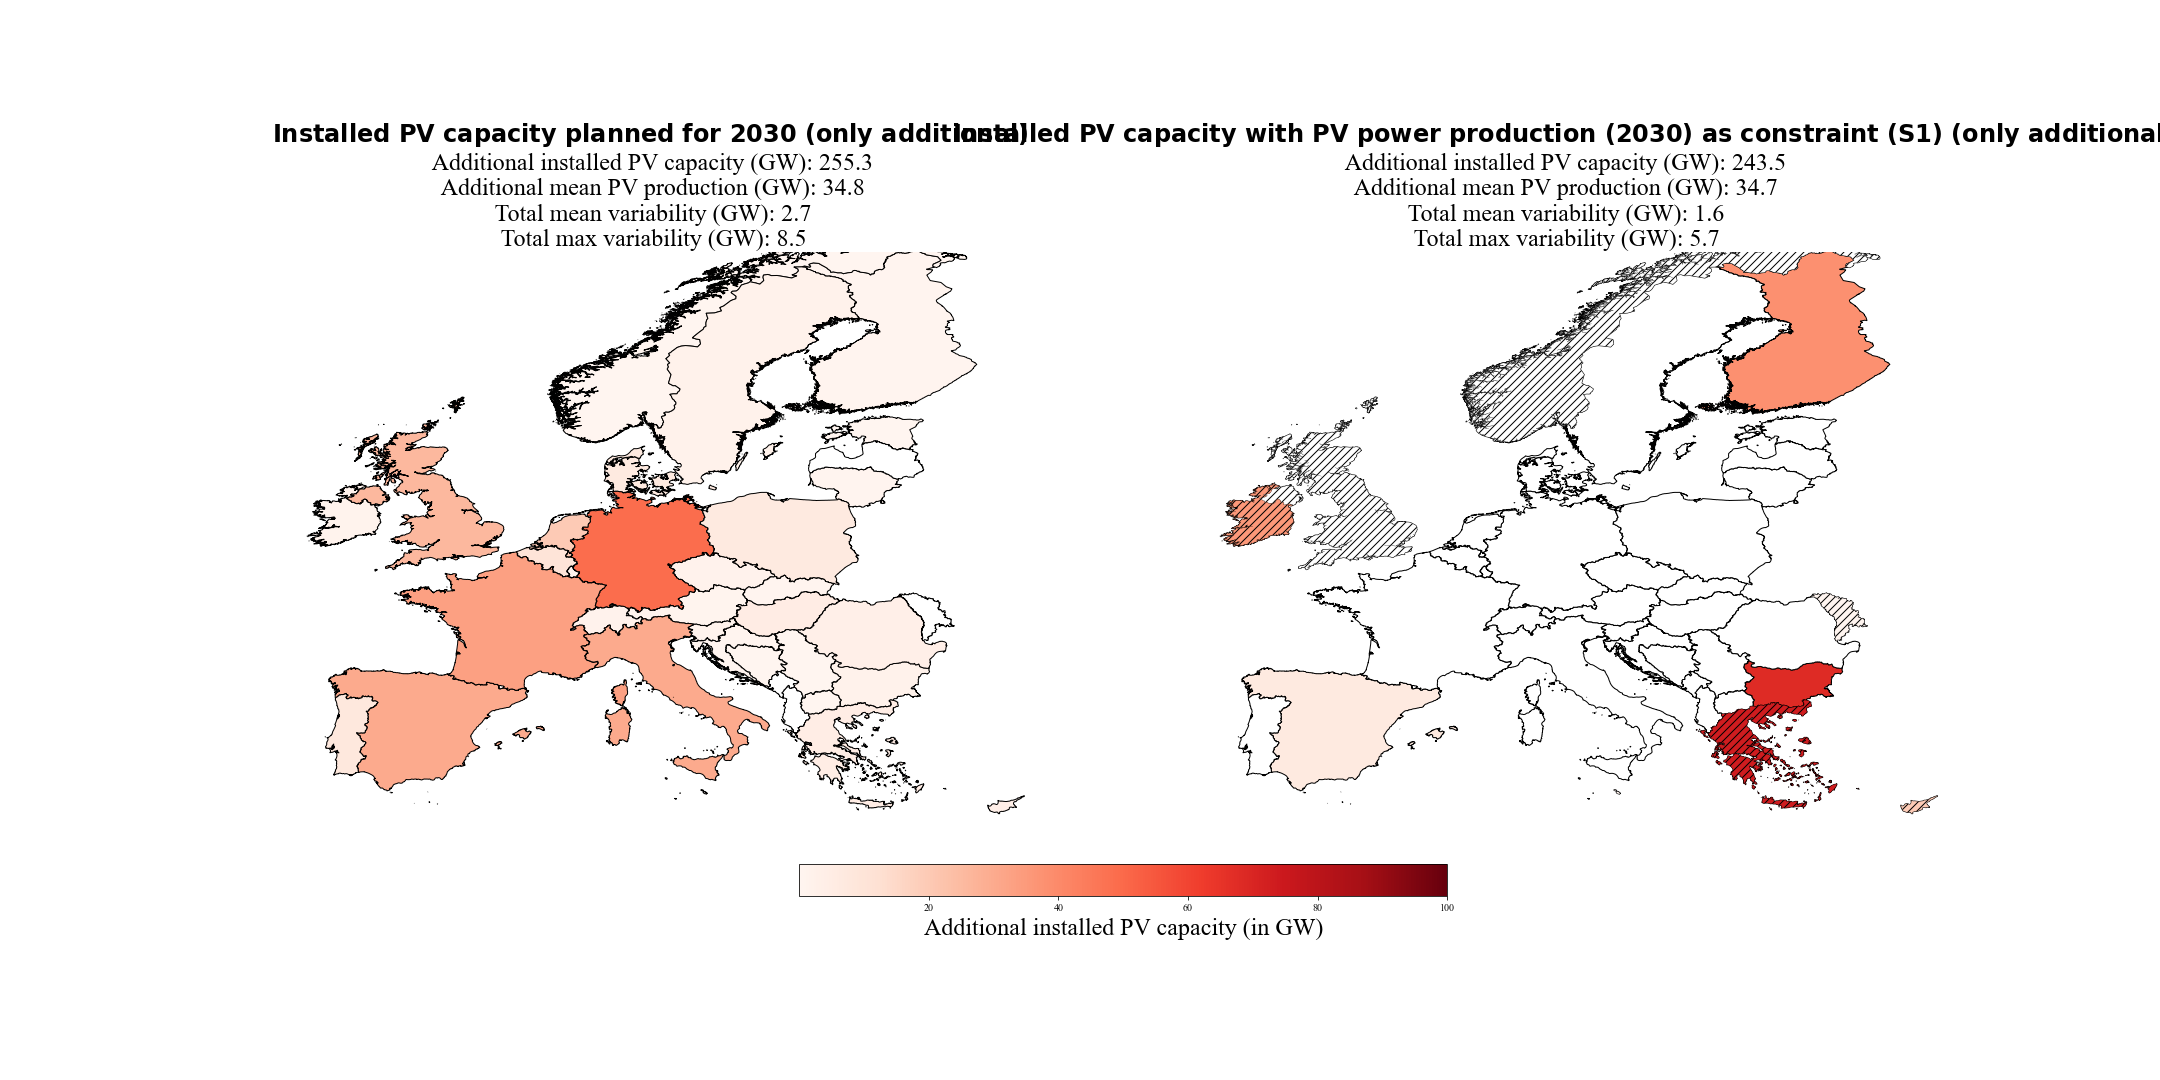 Installed PV capacity planned for 2030 (only additional)
Additional installed PV capacity (GW): 255.3
Additional mean PV production (GW): 34.8
Total mean variability (GW): 2.7
Total max variability (GW): 8.5
Installed PV capacity with PV power production (2030) as constraint (S1) (only additional
Additional installed PV capacity (GW): 243.5
Additional mean PV production (GW): 34.7
Total mean variability (GW): 1.6
Total max variability (GW): 5.7
20 40 60 80 100
Additional installed PV capacity (in GW)